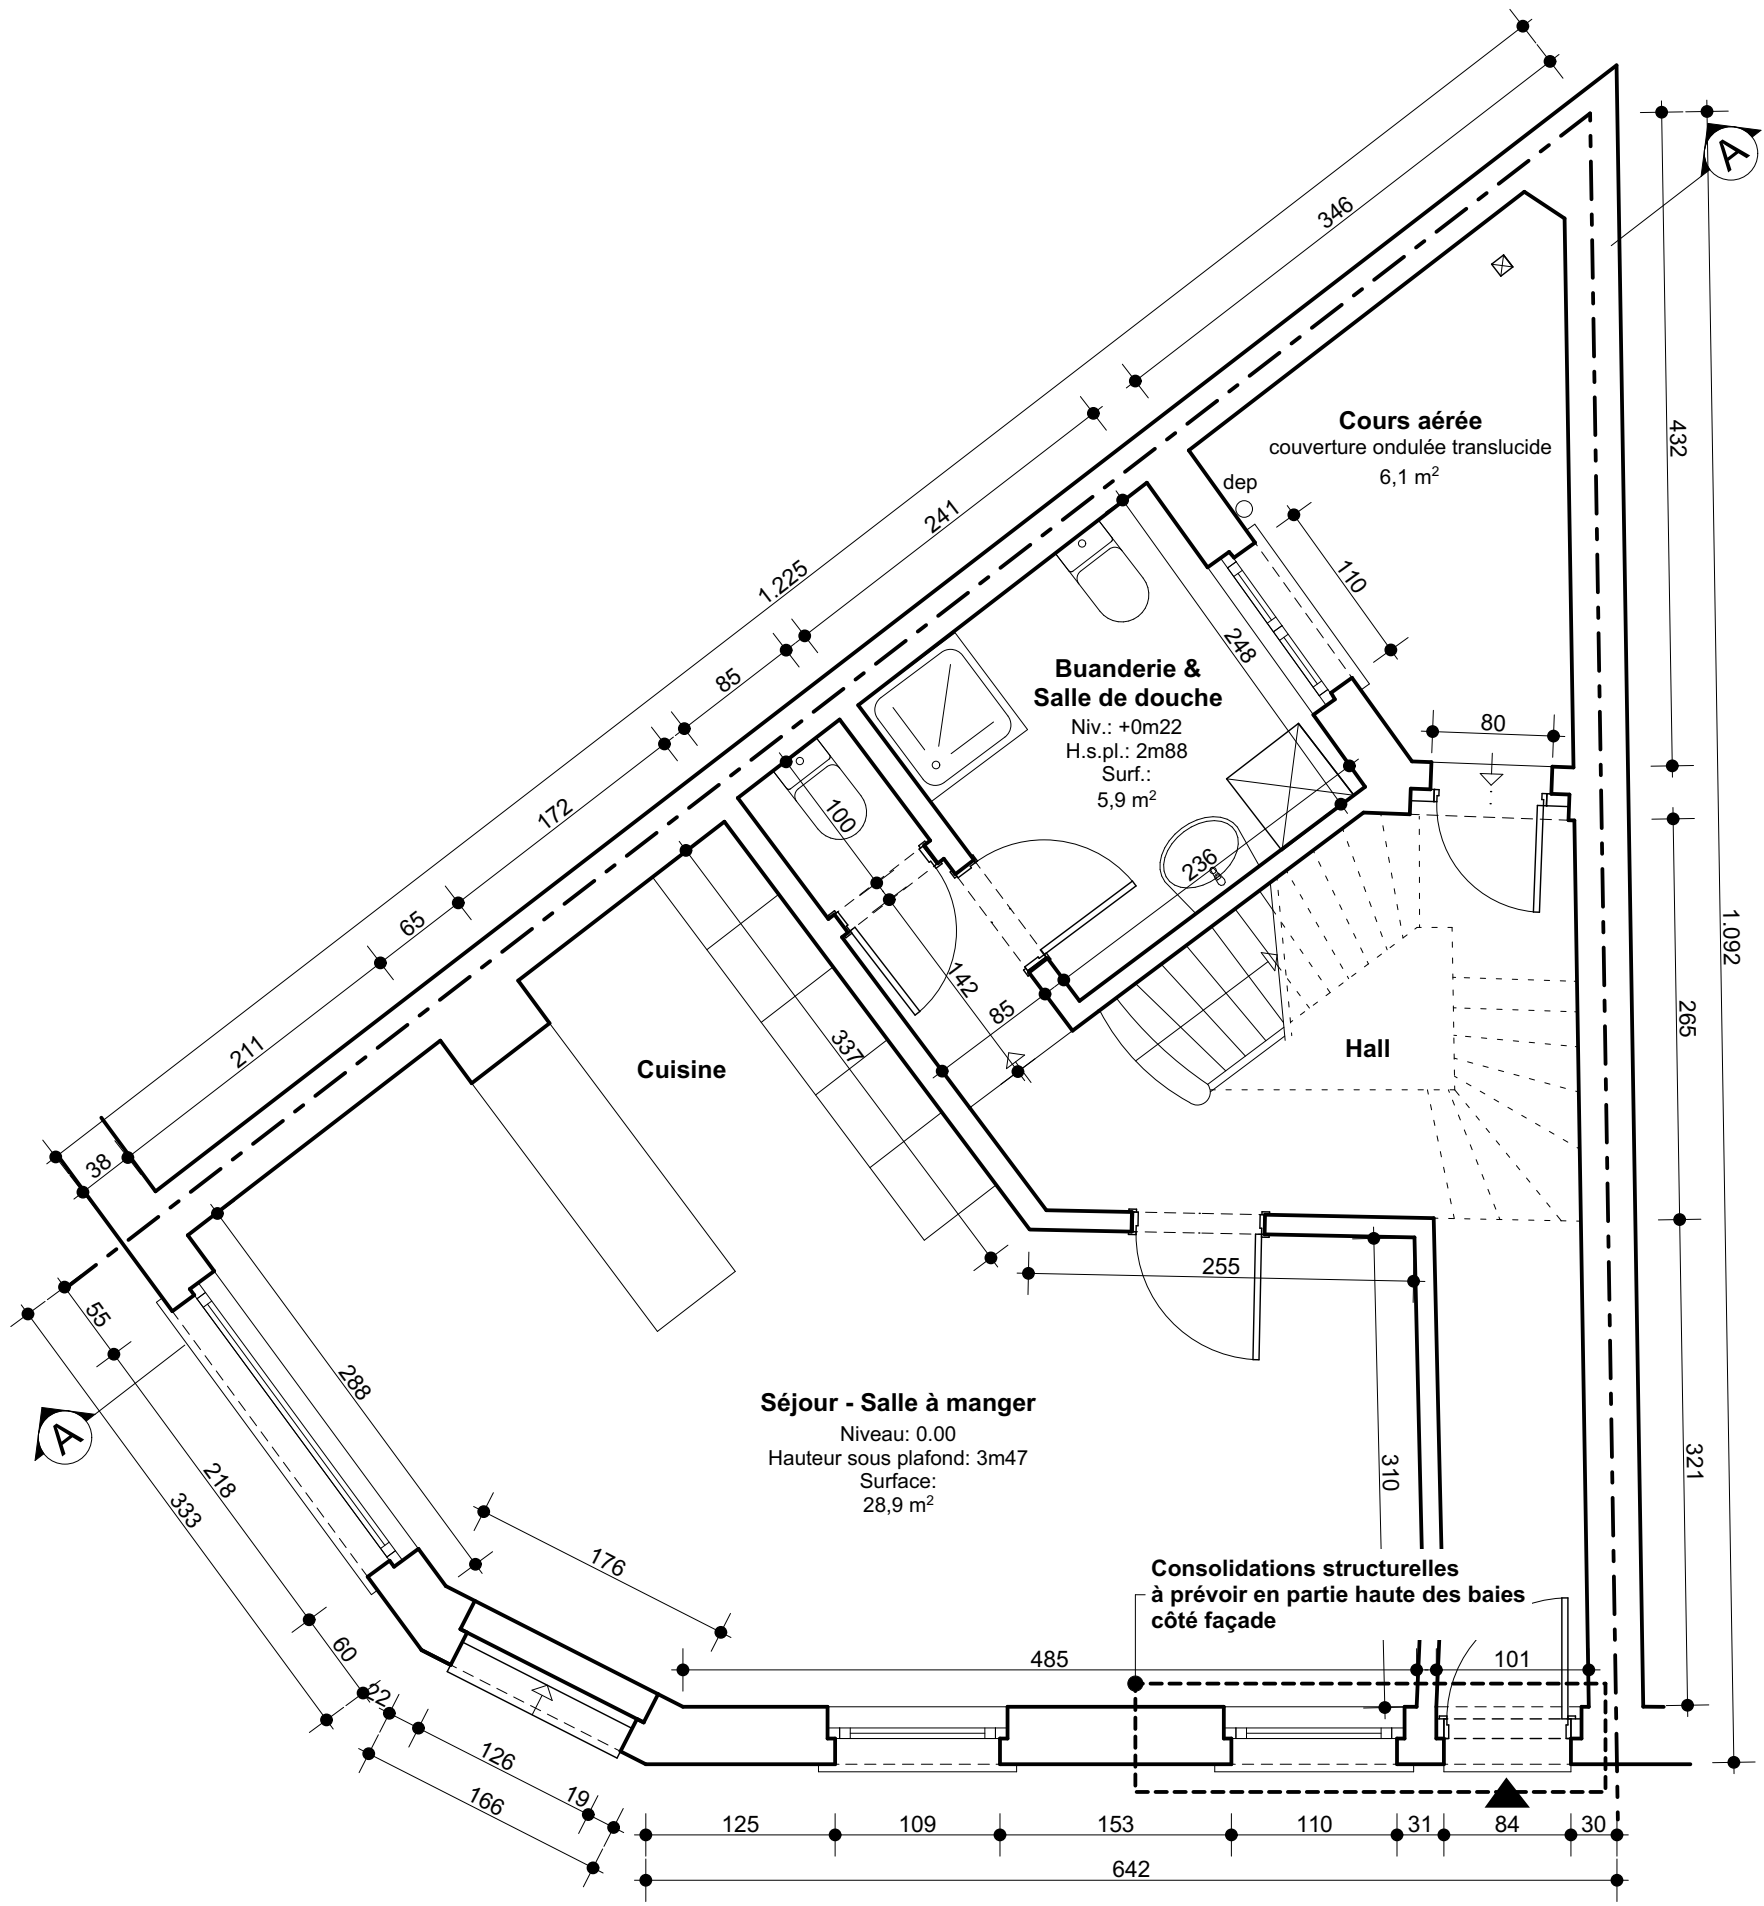 A
346
Cours aérée
couverture ondulée translucide
6,1 m²
432
dep
241
110
1.225
85
248
Buanderie &
Salle de douche
Niv.: +0m22
H.s.pl.: 2m88
Surf.:
5,9 m²
80
172
100
236
65
1.092
142
85
265
211
337
Hall
Cuisine
38
255
55
288
Séjour - Salle à manger
Niveau: 0.00
Hauteur sous plafond: 3m47
Surface:
28,9 m²
A
218
333
310
321
176
Consolidations structurelles
à prévoir en partie haute des baies
côté façade
60
485
101
22
126
166
19
125
109
153
110
31
84
30
642